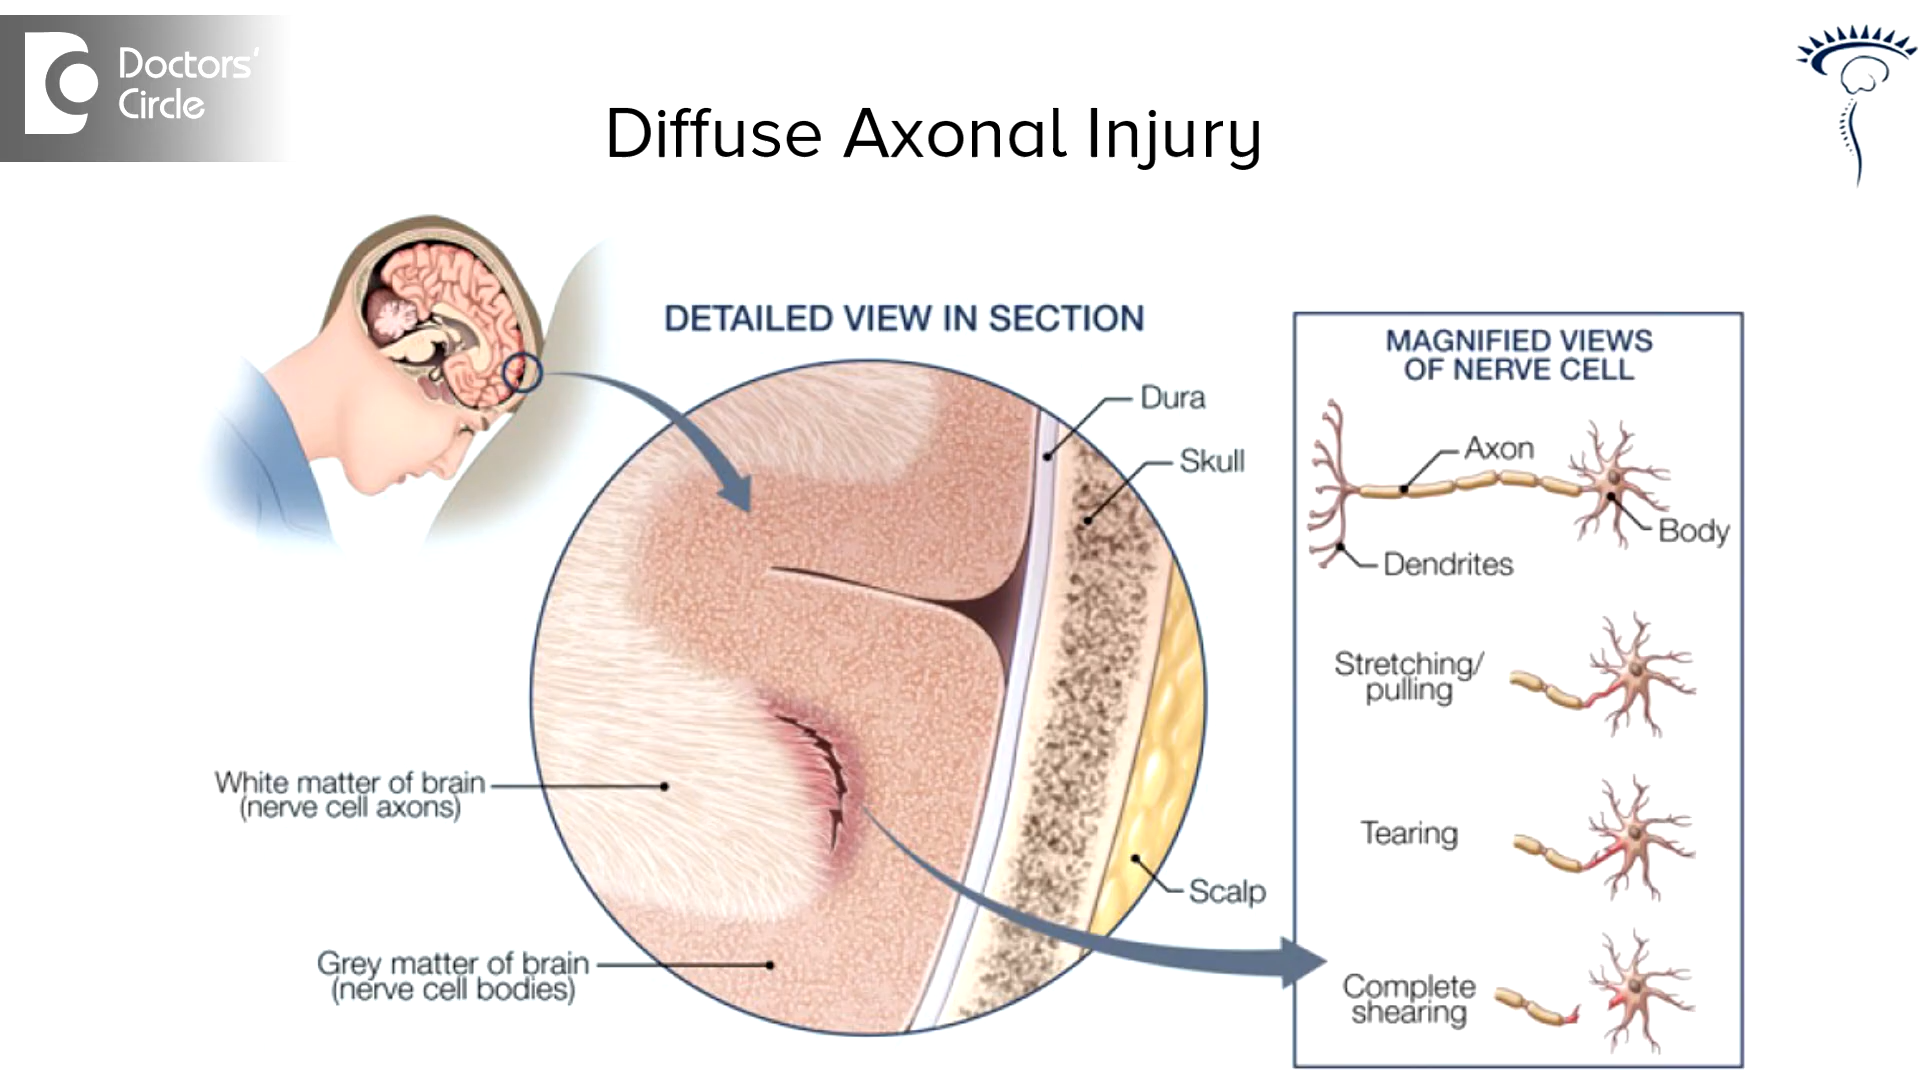 Doctors'
Circle
Diffuse Axonal Injury
DETAILED VIEW IN SECTION
Dura
Skull
White matter of brain
(nerve cell axons)
Scalp
Grey matter of brain
(nerve cell bodies)
MAGNIFIED VIEWS
OF NERVE CELL
Axon
Body
Dendrites
Stretching/
pulling
Tearing
Complete
shearing